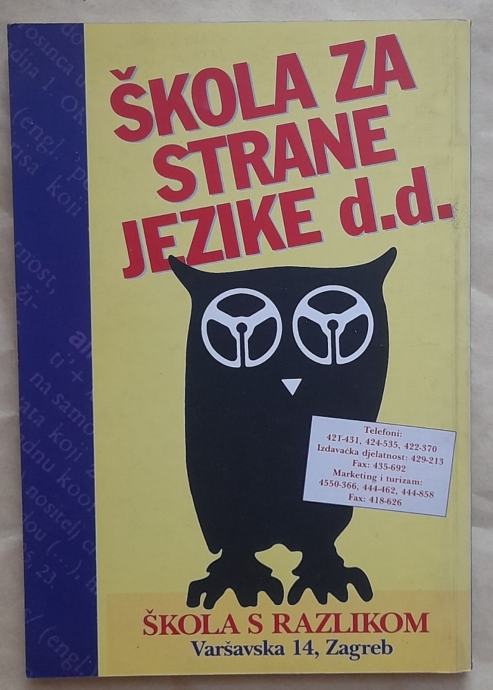 ŠKOLA ZA
STRANE
JEZIKE d.d.
Telefoni:
421-431, 424-535, 422-370
Izdavačka djelatnost: 429-213
Fax: 435-692
Marketing i turizam:
4550-366, 444-462, 444-858
Fax: 418-626
ŠKOLA S RAZLIKOM
Varšavska 14, Zagreb